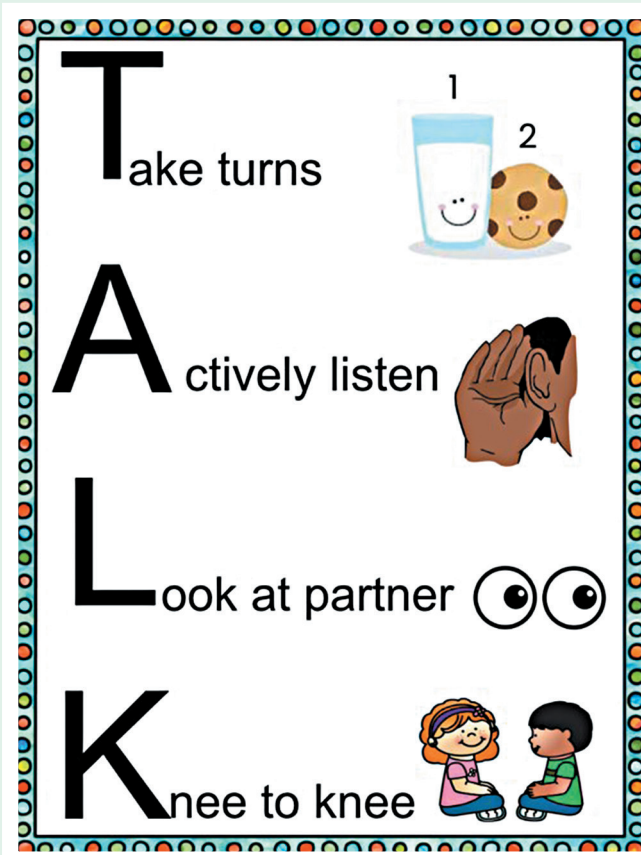 1
2
Take turns
Actively listen
Look at partner
Knee to knee